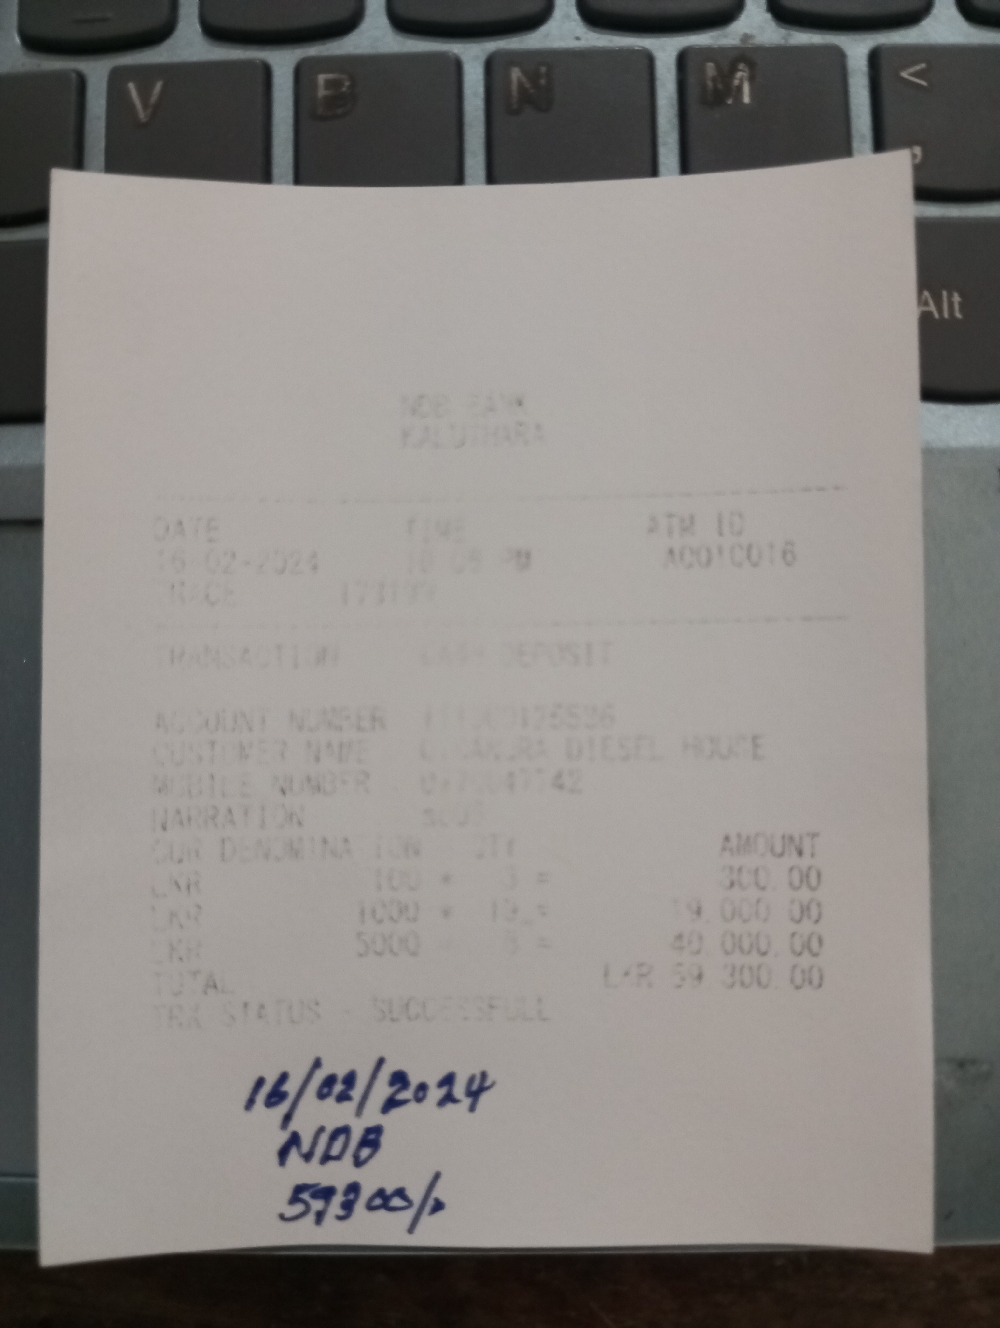 V B N M <
,
Alt
NDB BANK
KALUTHARA
DATE TIME ATM ID
16-02-2024 PM A0010016
TRACE
TRANSACTION CASH DEPOSIT
ACCOUNT NUMBER
CUSTOMER NAME DIESEL HOUSE
MOBILE NUMBER
NARRATION
CUR DENOMINATION QTY AMOUNT
LKR 100 * 3 = 300.00
LKR 1000 * 19 = 19,000.00
LKR 5000 * 8 = 40,000.00
TOTAL LKR 59,300.00
TRX STATUS - SUCCESSFULL
16/02/2024
NDB
59300/-